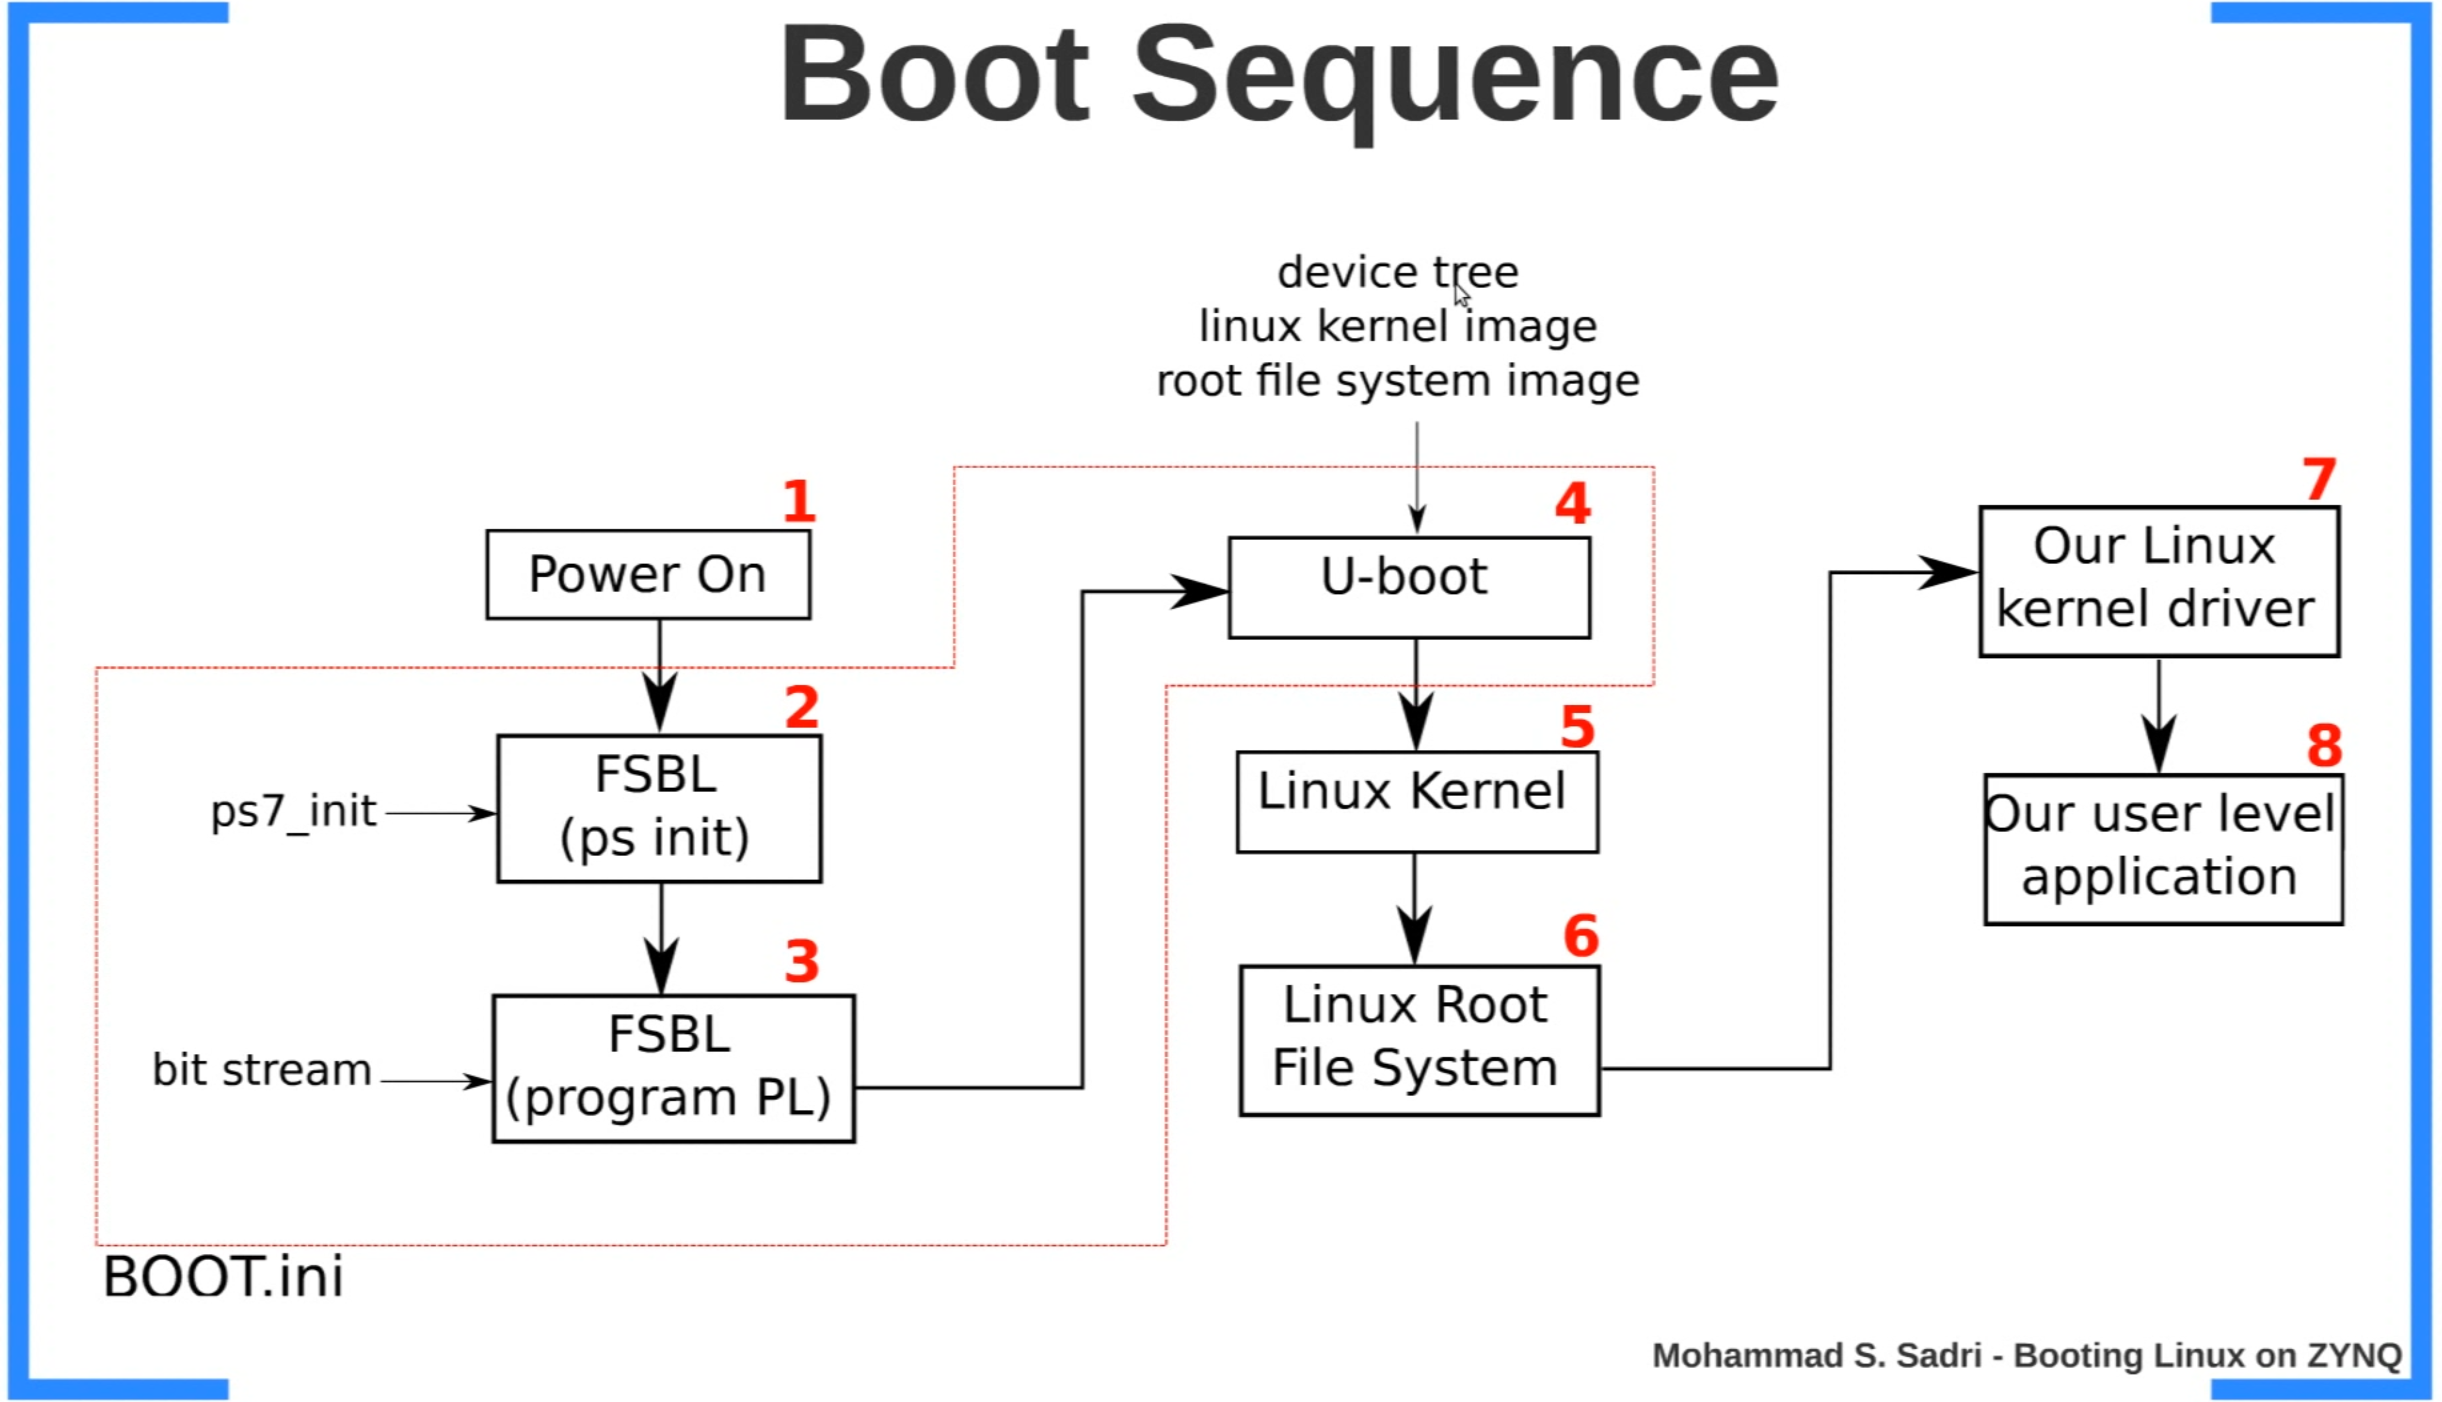 Boot Sequence
device tree
linux kernel image
root file system image
1
Power On
2
FSBL
(ps init)
ps7_init
3
FSBL
(program PL)
bit stream
4
U-boot
5
Linux Kernel
6
Linux Root
File System
7
Our Linux
kernel driver
8
Our user level
application
BOOT.ini
Mohammad S. Sadri - Booting Linux on ZYNQ